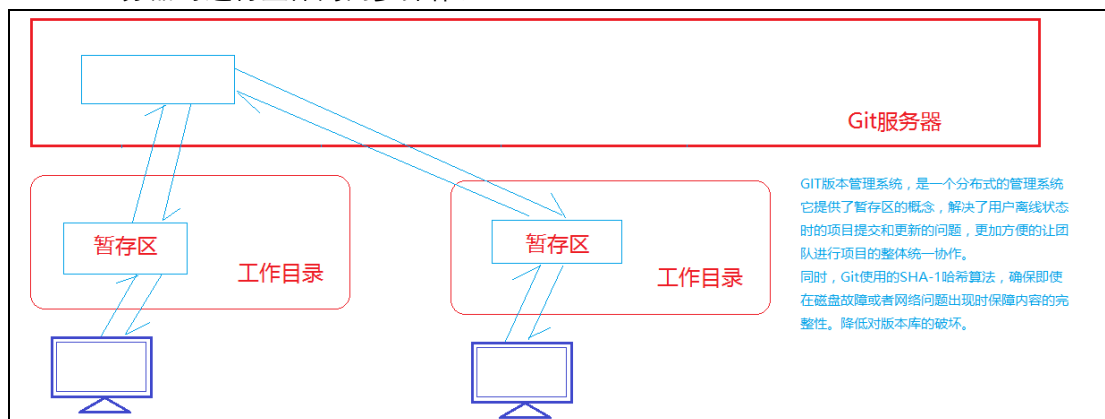 Git服务器
暂存区
工作目录
暂存区
工作目录
GIT版本管理系统，是一个分布式的管理系统
它提供了暂存区的概念，解决了用户离线状态
时的项目提交和更新的问题，更加方便的让团
队进行项目的整体统一协作。
同时，Git使用的SHA-1哈希算法，确保即使
在磁盘故障或者网络问题出现时保障内容的完
整性。降低对版本库的破坏。